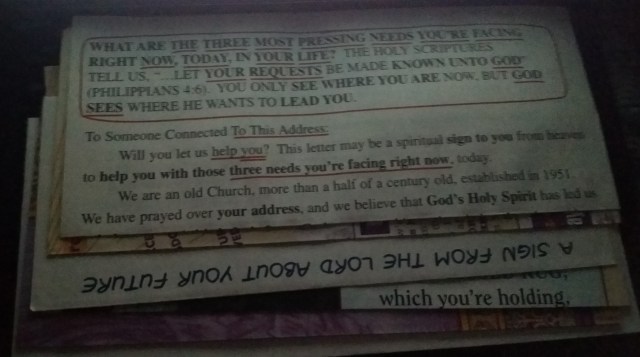 WHAT ARE THE THREE MOST PRESSING NEEDS YOU'RE FACING
RIGHT NOW, TODAY, IN YOUR LIFE? THE HOLY SCRIPTURES
TELL US, "...LET YOUR REQUESTS BE MADE KNOWN UNTO GOD"
(PHILIPPIANS 4:6). YOU ONLY SEE WHERE YOU ARE NOW, BUT GOD
SEES WHERE HE WANTS TO LEAD YOU.
To Someone Connected To This Address:
Will you let us help you? This letter may be a spiritual sign to you from heaven
to help you with those three needs you're facing right now, today.
We are an old Church, more than a half of a century old, established in 1951.
We have prayed over your address, and we believe that God's Holy Spirit has led us
A SIGN FROM THE LORD ABOUT YOUR FUTURE
which you're holding,